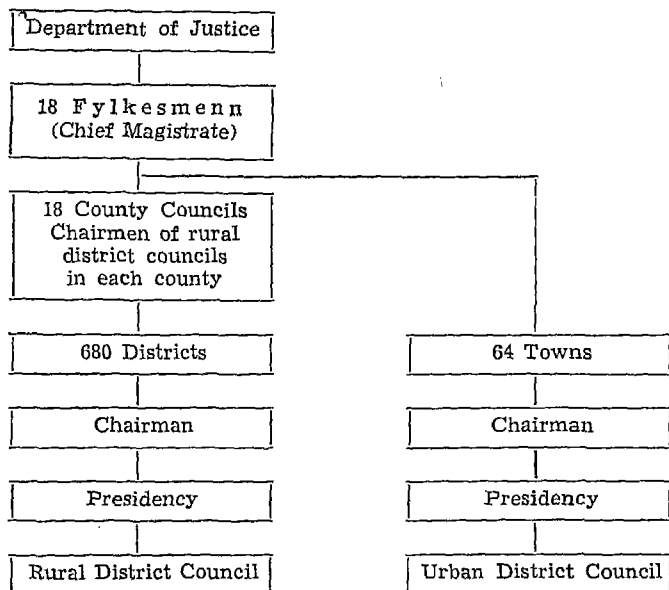 Department of Justice
18 Fylkesmenn
(Chief Magistrate)
18 County Councils
Chairmen of rural
district councils
in each county
680 Districts
64 Towns
Chairman
Chairman
Presidency
Presidency
Rural District Council
Urban District Council